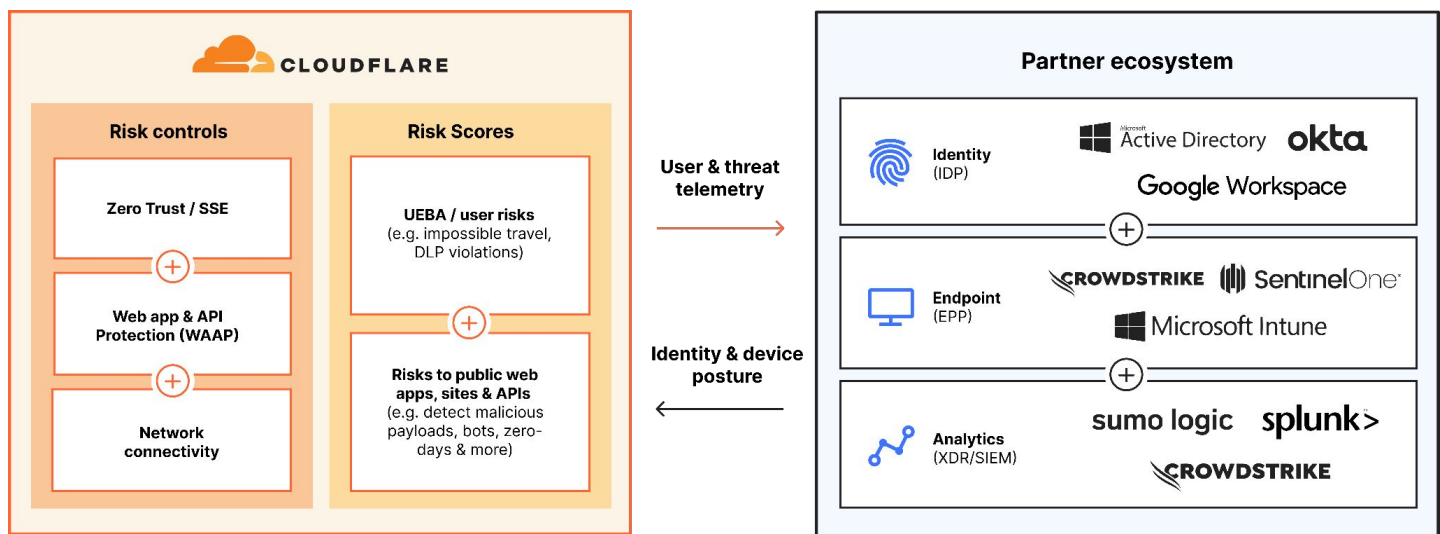 CLOUDFLARE
Risk controls
Zero Trust / SSE
Web app & API
Protection (WAAP)
Network
connectivity
Risk Scores
UEBA / user risks
(e.g. impossible travel,
DLP violations)
Risks to public web
apps, sites & APIs
(e.g. detect malicious
payloads, bots, zero-
days & more)
User & threat
telemetry
Identity & device
posture
Partner ecosystem
Identity
(IDP)
Microsoft
Active Directory
okta
Google Workspace
Endpoint
(EPP)
CROWDSTRIKE
SentinelOne
Microsoft Intune
Analytics
(XDR/SIEM)
sumo logic
splunk>
CROWDSTRIKE